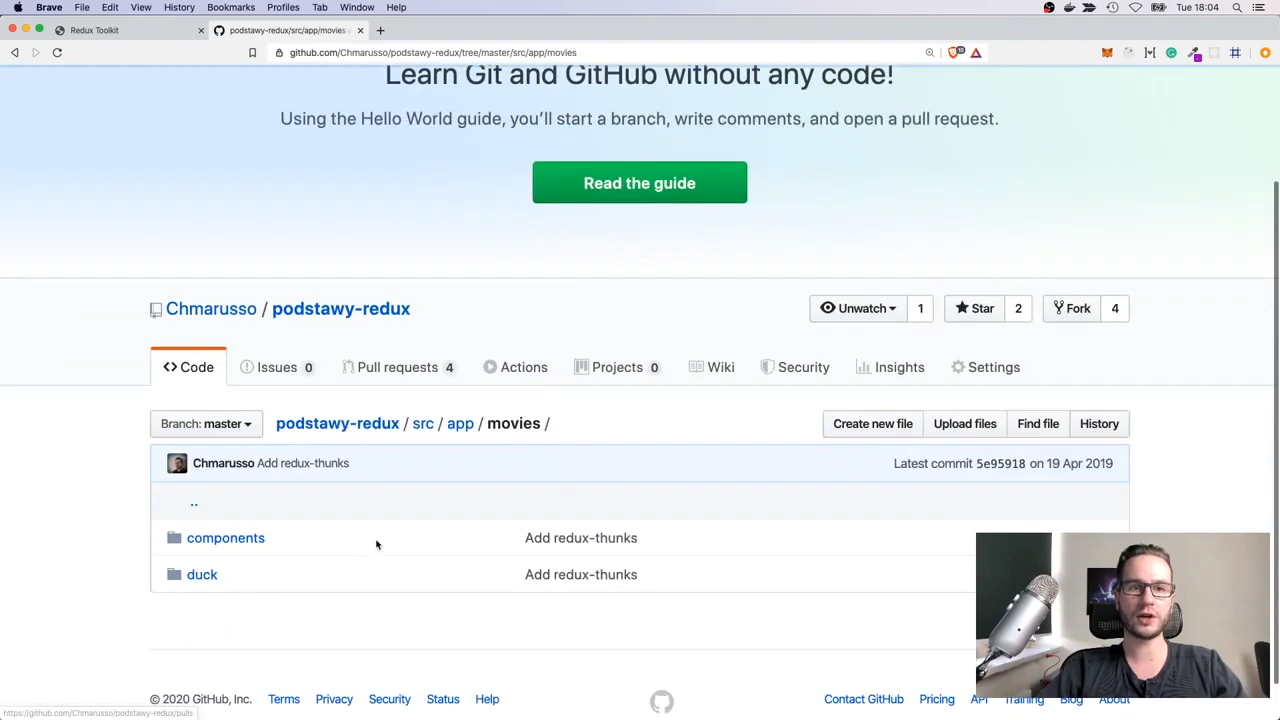 Brave File Edit View History Bookmarks Profiles Tab Window Help Tue 18:04
Redux Toolkit podstawy-redux/src/app/movies
github.com/Chmarusso/podstawy-redux/tree/master/src/app/movies
Learn Git and GitHub without any code!
Using the Hello World guide, you’ll start a branch, write comments, and open a pull request.
Read the guide
Chmarusso / podstawy-redux Unwatch 1 Star 2 Fork 4
Code Issues 0 Pull requests 4 Actions Projects 0 Wiki Security Insights Settings
Branch: master podstawy-redux / src / app / movies / Create new file Upload files Find file History
Chmarusso Add redux-thunks Latest commit 5e95918 on 19 Apr 2019
..
components Add redux-thunks
duck Add redux-thunks
© 2020 GitHub, Inc. Terms Privacy Security Status Help Contact GitHub Pricing API Training Blog About
https://github.com/Chmarusso/podstawy-redux/pulls